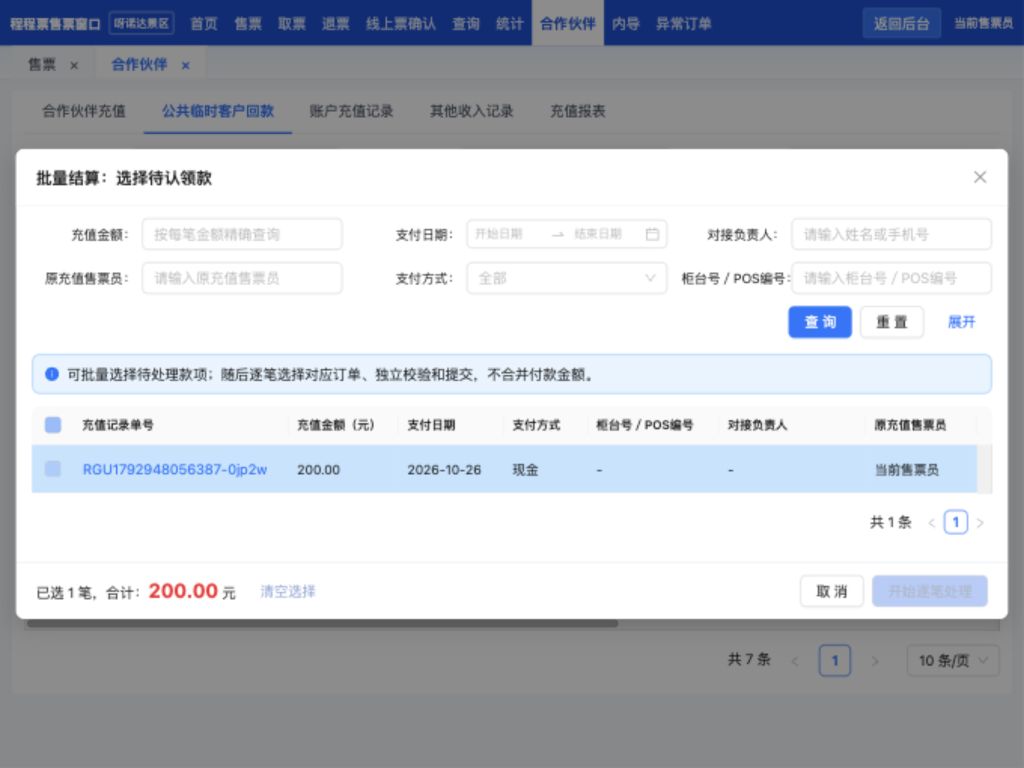 程程票售票窗口 呀诺达景区 首页 售票 取票 退票 线上票确认 查询 统计 合作伙伴 内导 异常订单 返回后台 当前售票员
售票 × 合作伙伴 ×
合作伙伴充值 公共临时客户回款 账户充值记录 其他收入记录 充值报表
批量结算：选择待认领款
充值金额： 按每笔金额精确查询 支付日期： 开始日期 → 结束日期 对接负责人： 请输入姓名或手机号
原充值售票员： 请输入原充值售票员 支付方式： 全部 柜台号 / POS编号： 请输入柜台号 / POS编号
查 询 重 置 展开
可批量选择待处理款项；随后逐笔选择对应订单、独立校验和提交，不合并付款金额。
充值记录单号 充值金额（元） 支付日期 支付方式 柜台号 / POS编号 对接负责人 原充值售票员
RGU1792948056387-0jp2w 200.00 2026-10-26 现金 - - 当前售票员
共 1 条 < 1 >
已选 1 笔，合计：200.00 元 清空选择 取 消 开始逐笔处理
共 7 条 < 1 > 10 条/页